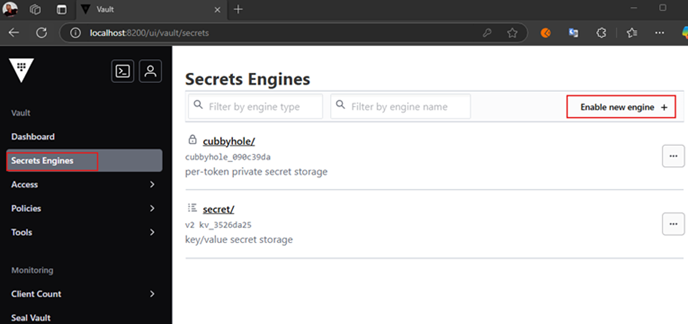 Vault
localhost:8200/ui/vault/secrets
Vault
Dashboard
Secrets Engines
Access
Policies
Tools
Monitoring
Client Count
Seal Vault
Secrets Engines
Filter by engine type
Filter by engine name
Enable new engine +
cubbyhole/
cubbyhole_090c39da
per-token private secret storage
secret/
v2 kv_3526da25
key/value secret storage